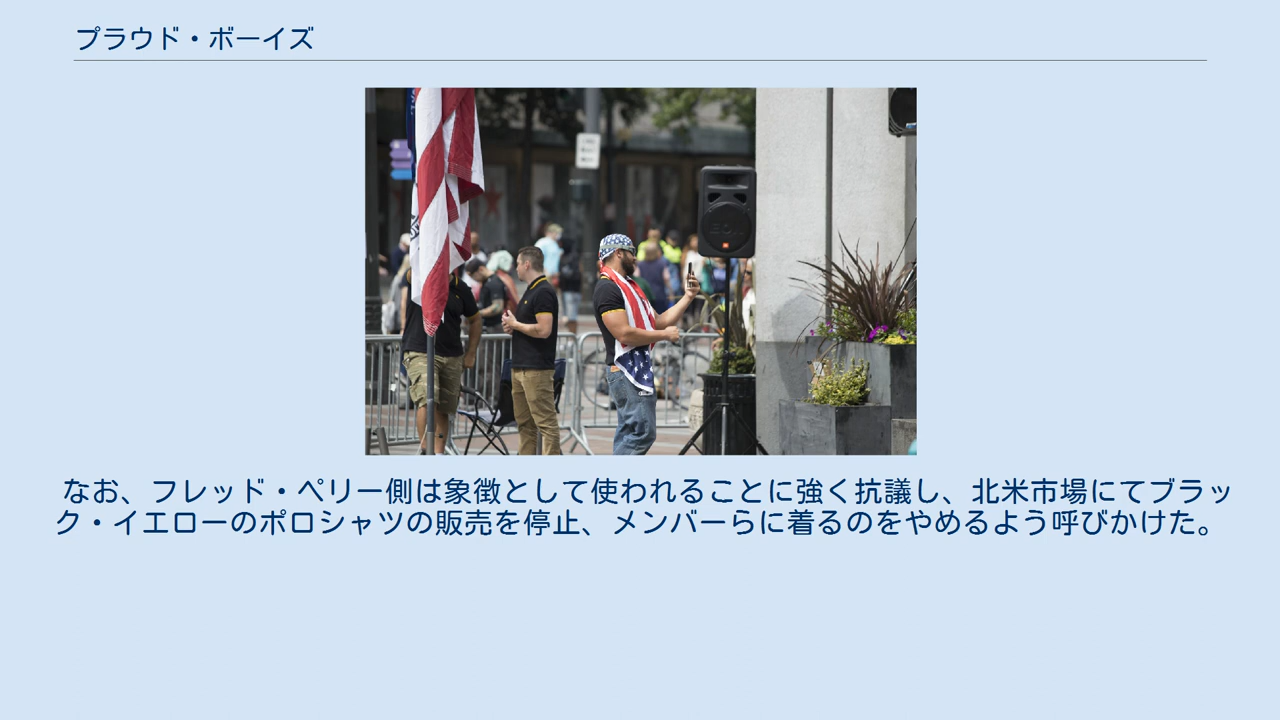 プラウド・ボーイズ
なお、フレッド・ペリー側は象徴として使われることに強く抗議し、北米市場にてブラッ
ク・イエローのポロシャツの販売を停止、メンバーらに着るのをやめるよう呼びかけた。